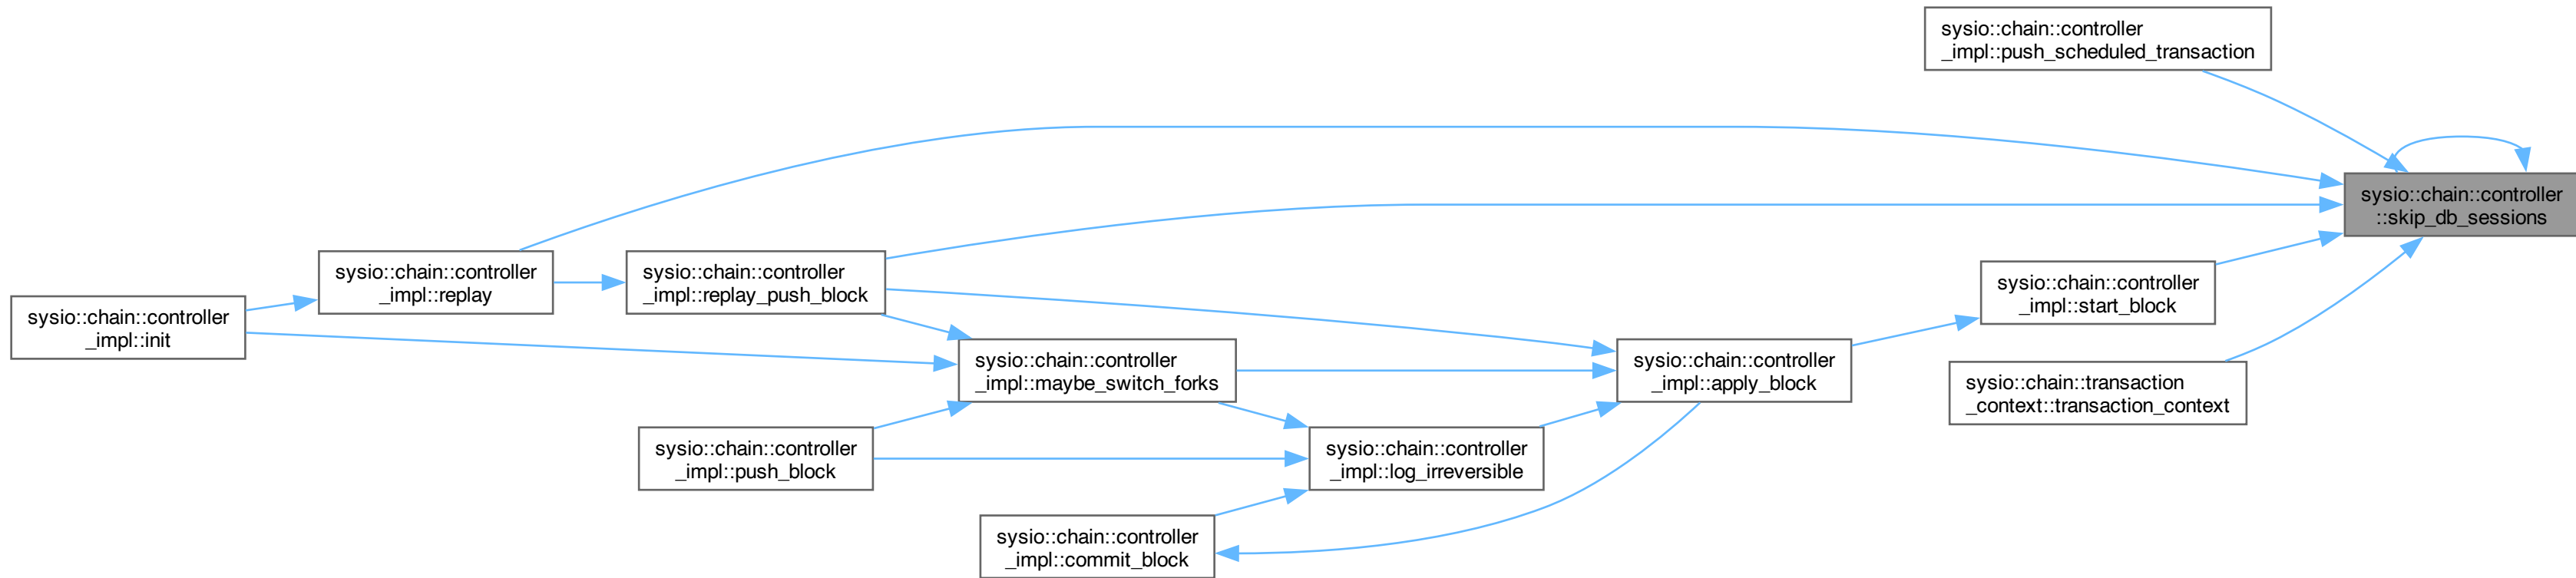 sysio::chain::controller
_impl::push_scheduled_transaction
sysio::chain::controller
::skip_db_sessions
sysio::chain::controller
_impl::replay
sysio::chain::controller
_impl::replay_push_block
sysio::chain::controller
_impl::start_block
sysio::chain::controller
_impl::init
sysio::chain::controller
_impl::maybe_switch_forks
sysio::chain::controller
_impl::apply_block
sysio::chain::transaction
_context::transaction_context
sysio::chain::controller
_impl::push_block
sysio::chain::controller
_impl::log_irreversible
sysio::chain::controller
_impl::commit_block